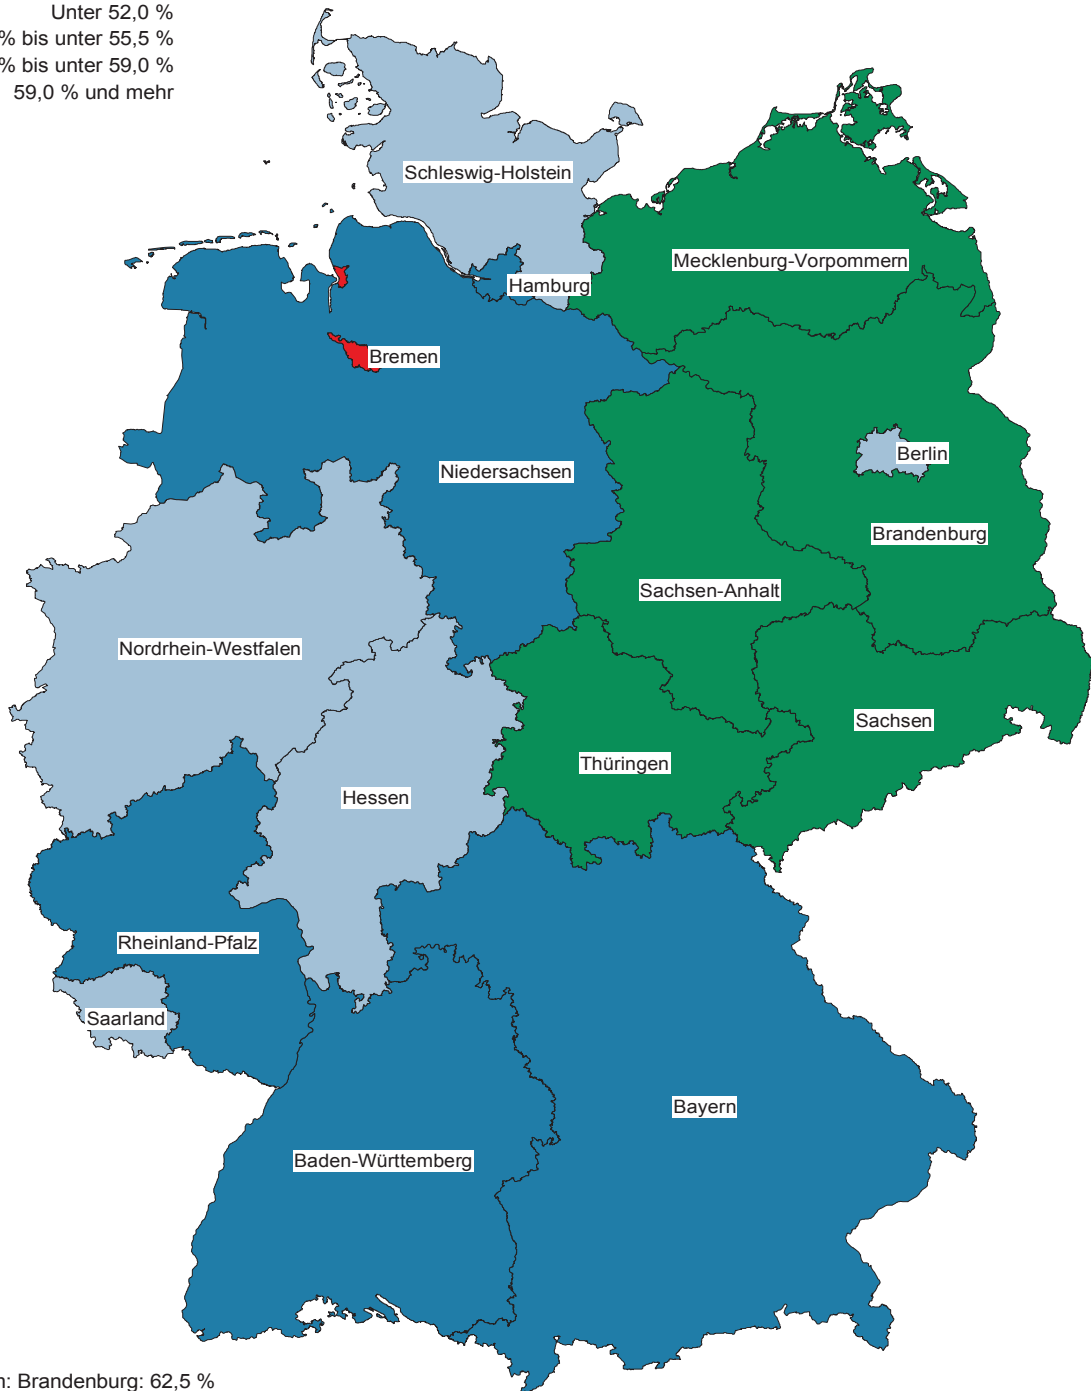 Unter 52,0 %
% bis unter 55,5 %
% bis unter 59,0 %
59,0 % und mehr
Schleswig-Holstein
Mecklenburg-Vorpommern
Hamburg
Bremen
Berlin
Niedersachsen
Brandenburg
Sachsen-Anhalt
Nordrhein-Westfalen
Sachsen
Thüringen
Hessen
Rheinland-Pfalz
Saarland
Bayern
Baden-Württemberg
: Brandenburg: 62,5 %